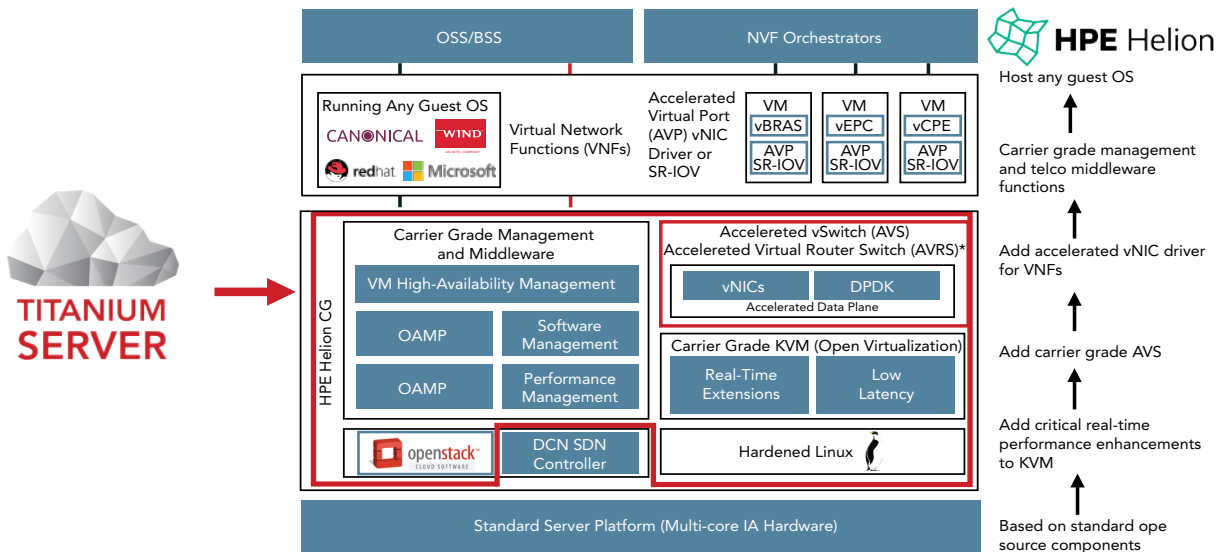 OSS/BSS
NVF Orchestrators
HPE Helion
Host any guest OS
Running Any Guest OS
CANONICAL
WIND
redhat
Microsoft
Virtual Network
Functions (VNFs)
Accelerated
Virtual Port
(AVP) vNIC
Driver or
SR-IOV
VM
vBRAS
AVP
SR-IOV
VM
vEPC
AVP
SR-IOV
VM
vCPE
AVP
SR-IOV
Carrier grade management
and telco middleware
functions
TITANIUM
SERVER
HPE Helion CG
Carrier Grade Management
and Middleware
VM High-Availability Management
OAMP
Software
Management
OAMP
Performance
Management
Accelereted vSwitch (AVS)
Accelereted Virtual Router Switch (AVRS)*
vNICs
DPDK
Accelerated Data Plane
Add accelerated vNIC driver
for VNFs
Carrier Grade KVM (Open Virtualization)
Real-Time
Extensions
Low
Latency
Add carrier grade AVS
openstack™
CLOUD SOFTWARE
DCN SDN
Controller
Hardened Linux
Add critical real-time
performance enhancements
to KVM
Standard Server Platform (Multi-core IA Hardware)
Based on standard ope
source components